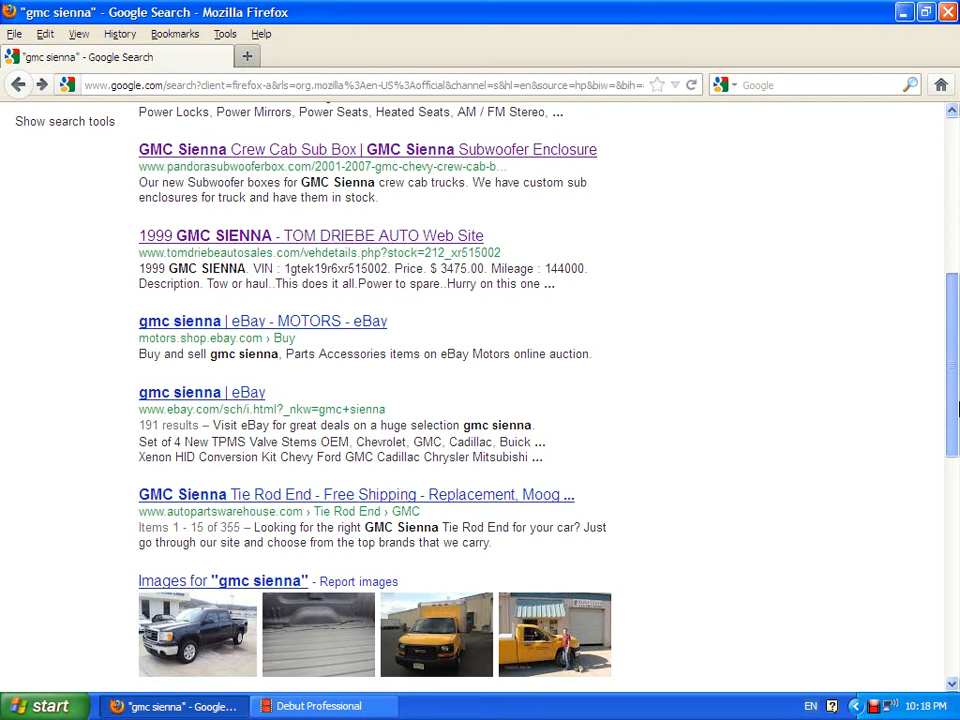 "gmc sienna" - Google Search - Mozilla Firefox
File Edit View History Bookmarks Tools Help
"gmc sienna" - Google Search
www.google.com/search?client=firefox-a&rls=org.mozilla%3Aen-US%3Aofficial&channel=s&hl=en&source=hp&biw=&bih=
Google
Show search tools
Power Locks, Power Mirrors, Power Seats, Heated Seats, AM / FM Stereo, ...
GMC Sienna Crew Cab Sub Box | GMC Sienna Subwoofer Enclosure
www.pandorasubwooferbox.com/2001-2007-gmc-chevy-crew-cab-b...
Our new Subwoofer boxes for GMC Sienna crew cab trucks. We have custom sub
enclosures for truck and have them in stock.
1999 GMC SIENNA - TOM DRIEBE AUTO Web Site
www.tomdriebeautosales.com/vehdetails.php?stock=212_xr515002
1999 GMC SIENNA. VIN : 1gtek19r6xr515002. Price. $ 3475.00. Mileage : 144000.
Description. Tow or haul..This does it all.Power to spare..Hurry on this one ...
gmc sienna | eBay - MOTORS - eBay
motors.shop.ebay.com › Buy
Buy and sell gmc sienna, Parts Accessories items on eBay Motors online auction.
gmc sienna | eBay
www.ebay.com/sch/i.html?_nkw=gmc+sienna
191 results – Visit eBay for great deals on a huge selection gmc sienna.
Set of 4 New TPMS Valve Stems OEM, Chevrolet, GMC, Cadillac, Buick ...
Xenon HID Conversion Kit Chevy Ford GMC Cadillac Chrysler Mitsubishi ...
GMC Sienna Tie Rod End - Free Shipping - Replacement, Moog ...
www.autopartswarehouse.com › Tie Rod End › GMC
Items 1 - 15 of 355 – Looking for the right GMC Sienna Tie Rod End for your car? Just
go through our site and choose from the top brands that we carry.
Images for "gmc sienna" - Report images
start
"gmc sienna" - Google...
Debut Professional
EN
10:18 PM